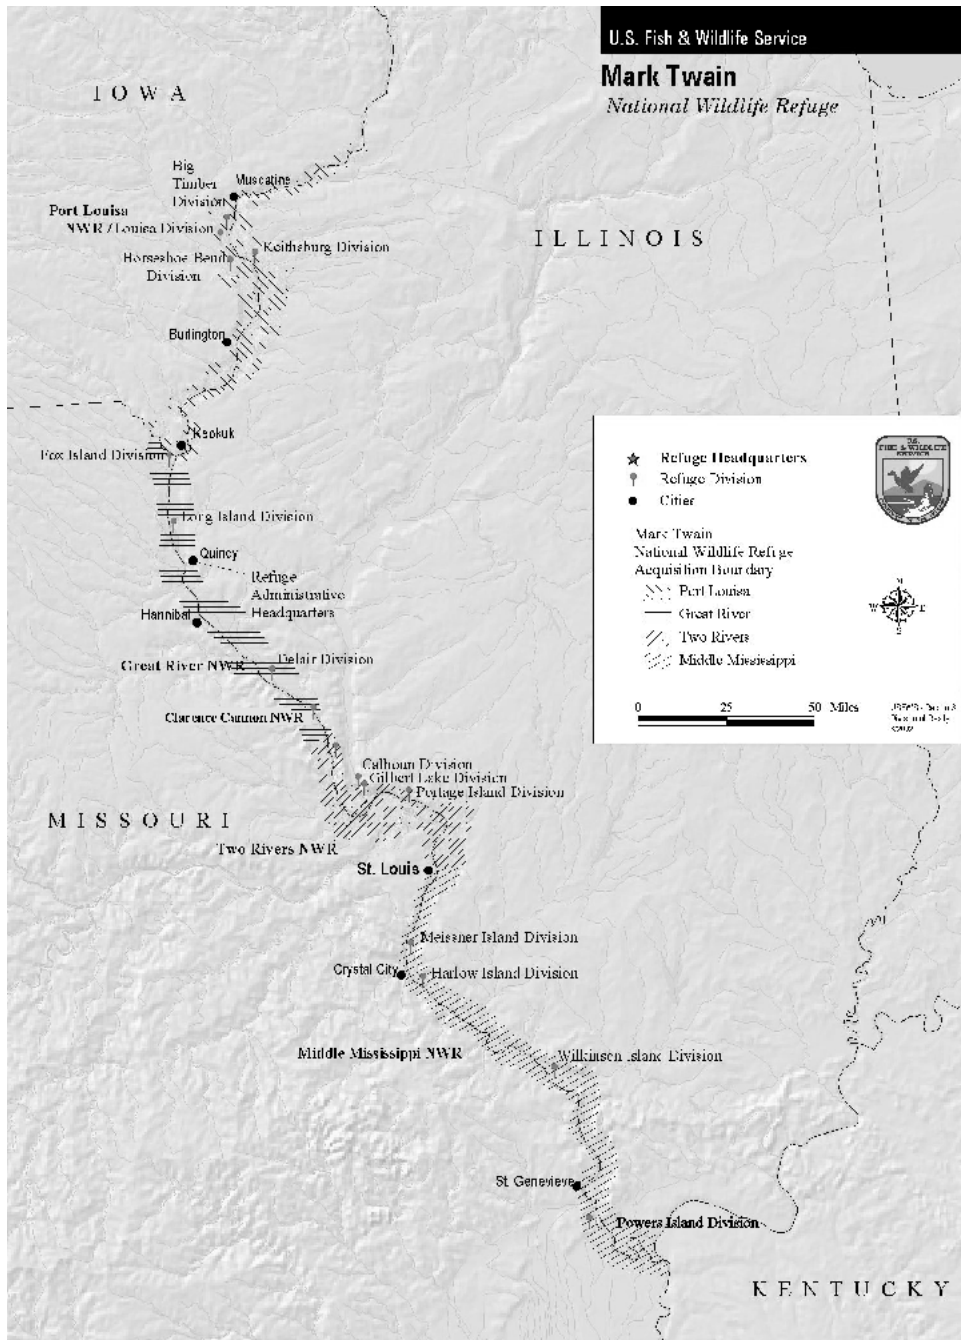 U.S. Fish & Wildlife Service
Mark Twain
National Wildlife Refuge
IOWA
Big
Timber
Division
Muscatine
Port Louisa
NWR / Louisa Division
Keithsburg Division
Horseshoe Bend
Division
ILLINOIS
Burlington
Keokuk
Fox Island Division
Long Island Division
Quincy
Refuge
Administrative
Headquarters
Hannibal
Great River NWR
Delair Division
Clarence Cannon NWR
Calhoun Division
Gilbert Lake Division
Portage Island Division
MISSOURI
Two Rivers NWR
St. Louis
Meissner Island Division
Crystal City
Harlow Island Division
Middle Mississippi NWR
Wilkinson Island Division
St. Genevieve
Powers Island Division
KENTUCKY
Refuge Headquarters
Refuge Division
Cities
U.S.
FISH & WILDLIFE
SERVICE
Mark Twain
National Wildlife Refuge
Acquisition Boundary
Port Louisa
Great River
Two Rivers
Middle Mississippi
N
W E
S
0 25 50 Miles